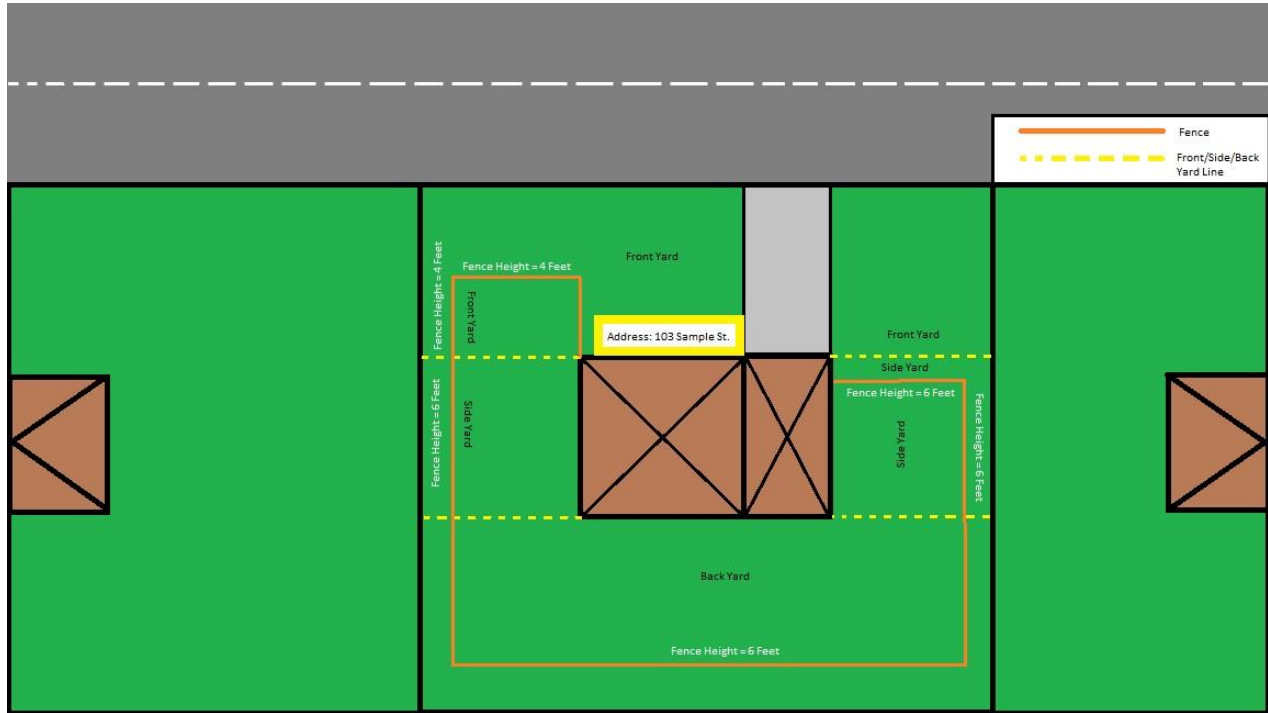 Fence
Front/Side/Back
Yard Line
Fence Height = 4 Feet
Fence Height = 4 Feet
Front Yard
Front Yard
Address: 103 Sample St.
Front Yard
Side Yard
Fence Height = 6 Feet
Side Yard
Fence Height = 6 Feet
Side Yard
Fence Height = 6 Feet
Back Yard
Fence Height = 6 Feet